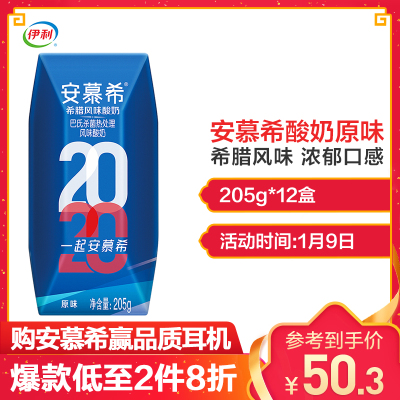 伊利
安慕希®
希腊风味酸奶
巴氏杀菌热处理
风味酸奶
20
20
一起安慕希
原味 净含量:205g
安慕希酸奶原味
希腊风味 浓郁口感
205g*12盒
活动时间:1月9日
购安慕希赢品质耳机
爆款低至2件8折
参考到手价
¥50.3